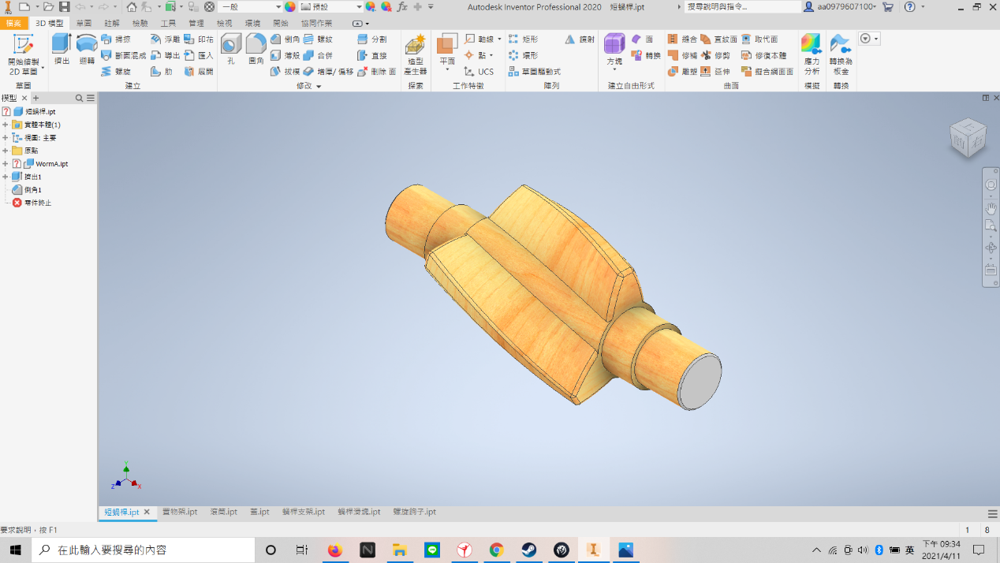 一般
預設
Autodesk Inventor Professional 2020 短蝸桿.ipt
搜尋說明與指令...
aa0979607100
檔案 3D 模型 草圖 註解 檢驗 工具 管理 檢視 環境 開始 協同作業
開始繪製 2D 草圖
擠出
迴轉
掃掠
斷面混成
螺旋
浮雕
導出
肋
印花
匯入
展開
孔
圓角
倒角
薄殼
拔模
螺紋
合併
增厚/偏移
分割
直接
刪除 面
造型 產生器
平面
動線
點
UCS
矩形
環形
草圖驅動式
鏡射
方塊
面
轉換
縫合
修補
雕塑
直紋面
修剪
延伸
取代面
修復本體
擬合網面面
應力 分析
轉換為 板金
草圖 建立 修改 探索 工作特徵 陣列 建立自由形式 曲面 模擬 轉換
模型
短蝸桿.ipt
實體本體(1)
視圖: 主要
原點
WormA.ipt
擠出1
倒角1
零件終止
上
前
右
Y
Z
X
短蝸桿.ipt 置物架.ipt 滾筒.ipt 蓋.ipt 蝸桿支架.ipt 蝸桿滑塊.ipt 螺旋鉤子.ipt
要求說明，按 F1
1 8
在此輸入要搜尋的內容
英
下午 09:34
2021/4/11